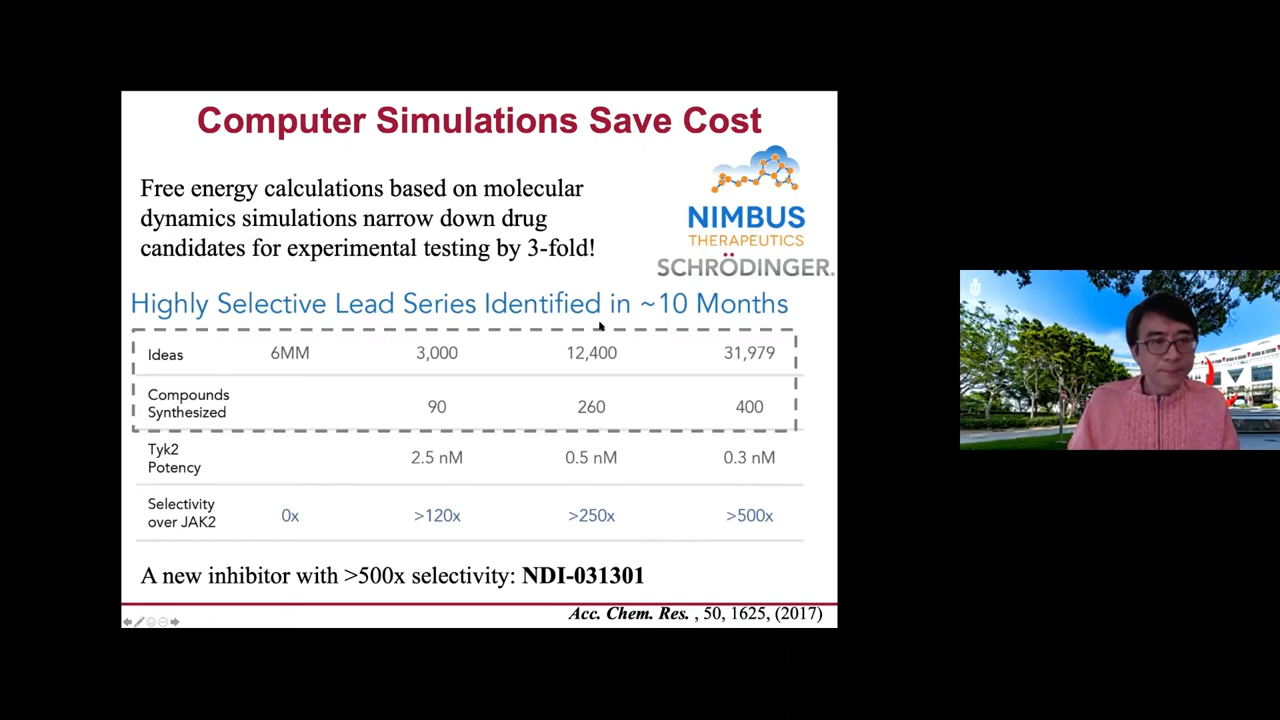 Computer Simulations Save Cost
Free energy calculations based on molecular
dynamics simulations narrow down drug
candidates for experimental testing by 3-fold!
NIMBUS
THERAPEUTICS
SCHRÖDINGER.
Highly Selective Lead Series Identified in ~10 Months
Ideas 6MM 3,000 12,400 31,979
Compounds
Synthesized 90 260 400
Tyk2
Potency 2.5 nM 0.5 nM 0.3 nM
Selectivity
over JAK2 0x >120x >250x >500x
A new inhibitor with >500x selectivity: NDI-031301
Acc. Chem. Res. , 50, 1625, (2017)